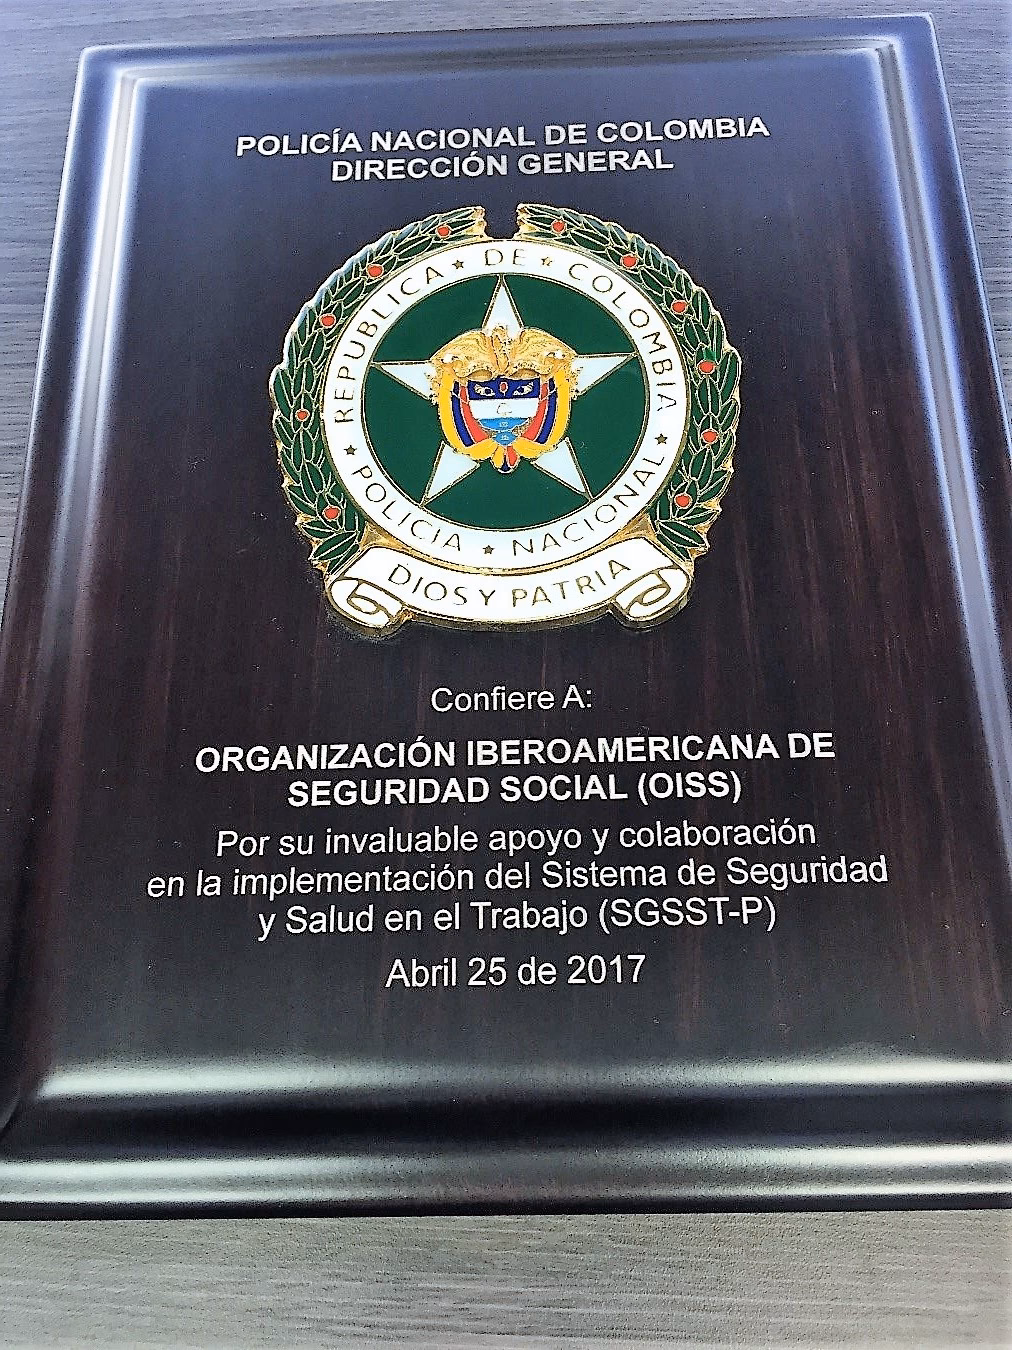 POLICÍA NACIONAL DE COLOMBIA
DIRECCIÓN GENERAL
REPUBLICA ★ DE ★ COLOMBIA
★ POLICIA ★ NACIONAL ★
DIOS Y PATRIA
Confiere A:
ORGANIZACIÓN IBEROAMERICANA DE
SEGURIDAD SOCIAL (OISS)
Por su invaluable apoyo y colaboración
en la implementación del Sistema de Seguridad
y Salud en el Trabajo (SGSST-P)
Abril 25 de 2017